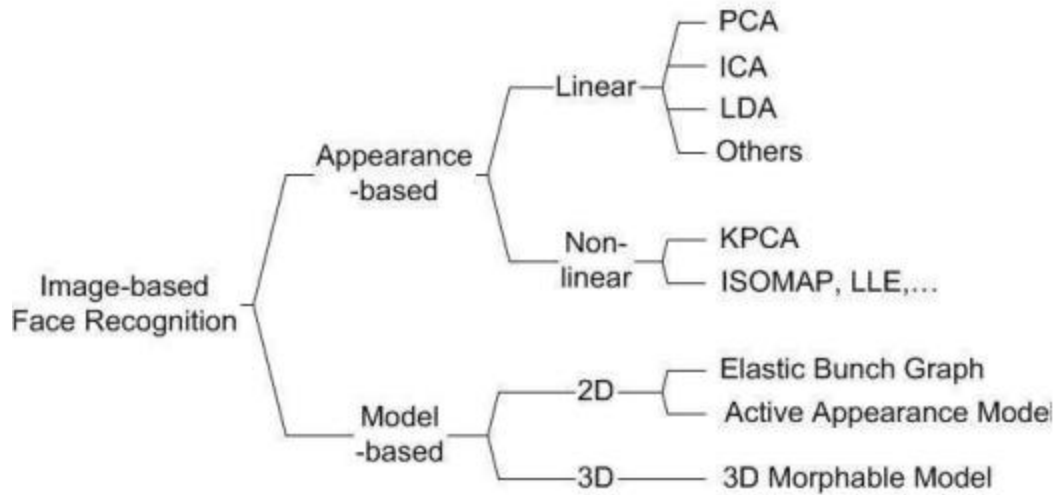 Image-based
Face Recognition
Appearance
-based
Linear
PCA
ICA
LDA
Others
Non-
linear
KPCA
ISOMAP, LLE,...
Model
-based
2D
Elastic Bunch Graph
Active Appearance Model
3D
3D Morphable Model